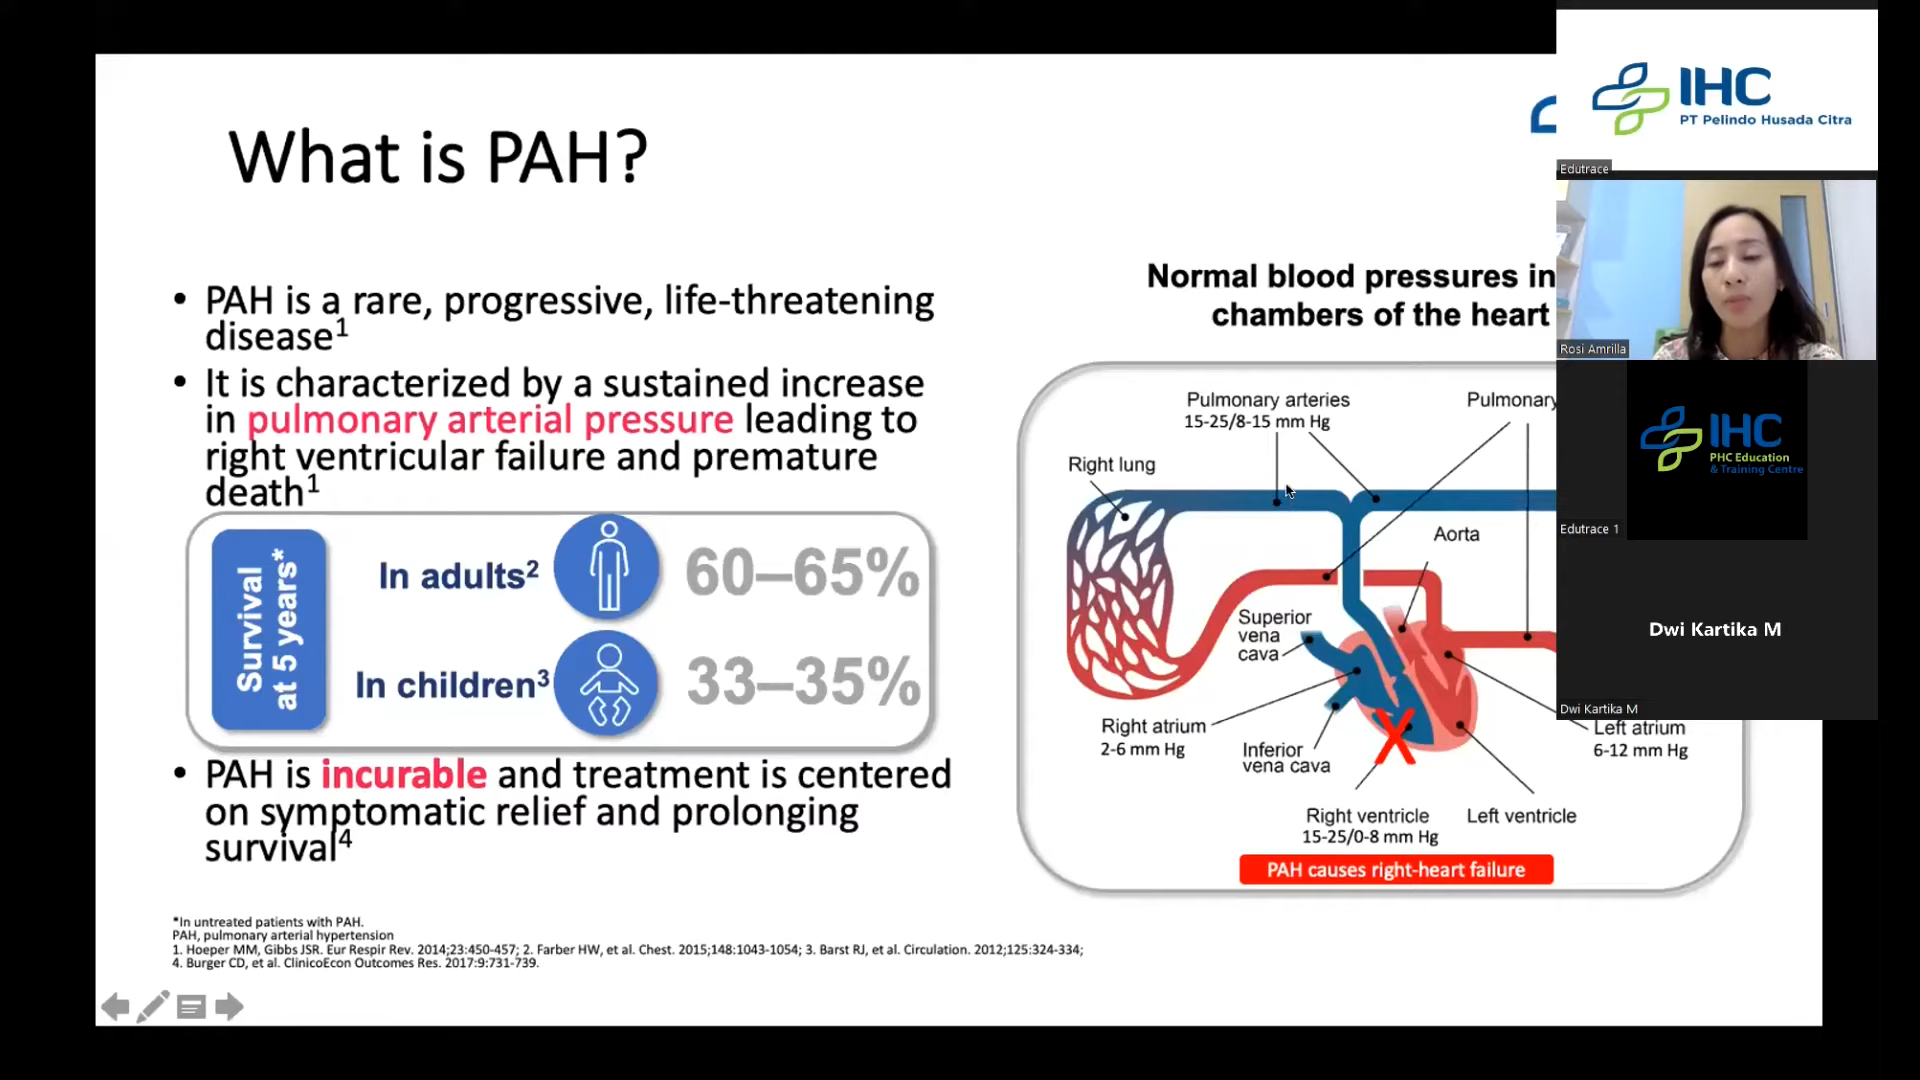 What is PAH?
• PAH is a rare, progressive, life-threatening
disease1
• It is characterized by a sustained increase
in pulmonary arterial pressure leading to
right ventricular failure and premature
death1
Survival
at 5 years*
In adults2
60–65%
In children3
33–35%
• PAH is incurable and treatment is centered
on symptomatic relief and prolonging
survival4
*In untreated patients with PAH.
PAH, pulmonary arterial hypertension
1. Hoeper MM, Gibbs JSR. Eur Respir Rev. 2014;23:450-457; 2. Farber HW, et al. Chest. 2015;148:1043-1054; 3. Barst RJ, et al. Circulation. 2012;125:324-334;
4. Burger CD, et al. ClinicoEcon Outcomes Res. 2017:9:731-739.
Normal blood pressures in
chambers of the heart
Pulmonary arteries
15-25/8-15 mm Hg
Pulmonary
Right lung
Aorta
Superior
vena
cava
Right atrium
2-6 mm Hg
Inferior
vena cava
Left atrium
6-12 mm Hg
Right ventricle
15-25/0-8 mm Hg
Left ventricle
X
PAH causes right-heart failure
IHC
PT Pelindo Husada Citra
Edutrace
Rosi Amrilla
IHC
PHC Education
& Training Centre
Edutrace 1
Dwi Kartika M
Dwi Kartika M